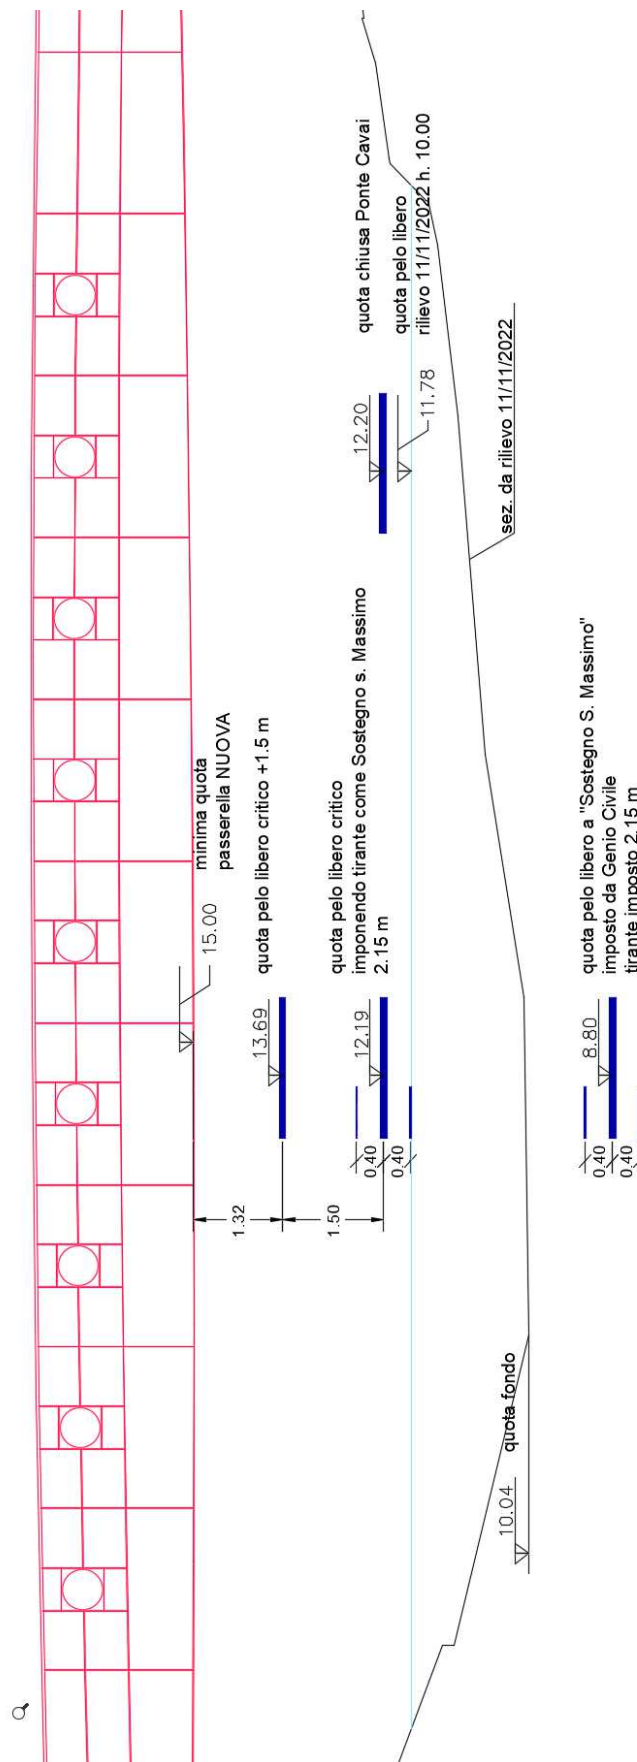 quota chiusa Ponte Cavai
12.20
quota pelo libero
rilievo 11/11/2022 h. 10.00
11.78
sez. da rilievo 11/11/2022
minima quota
passerella NUOVA
15.00
quota pelo libero critico +1.5 m
13.69
quota pelo libero critico
imponendo tirante come Sostegno s. Massimo
2.15 m
12.19
0.40
0.40
1.32
1.50
quota pelo libero a "Sostegno S. Massimo"
imposto da Genio Civile
tirante imposto 2.15 m
8.80
0.40
0.40
quota fondo
10.04